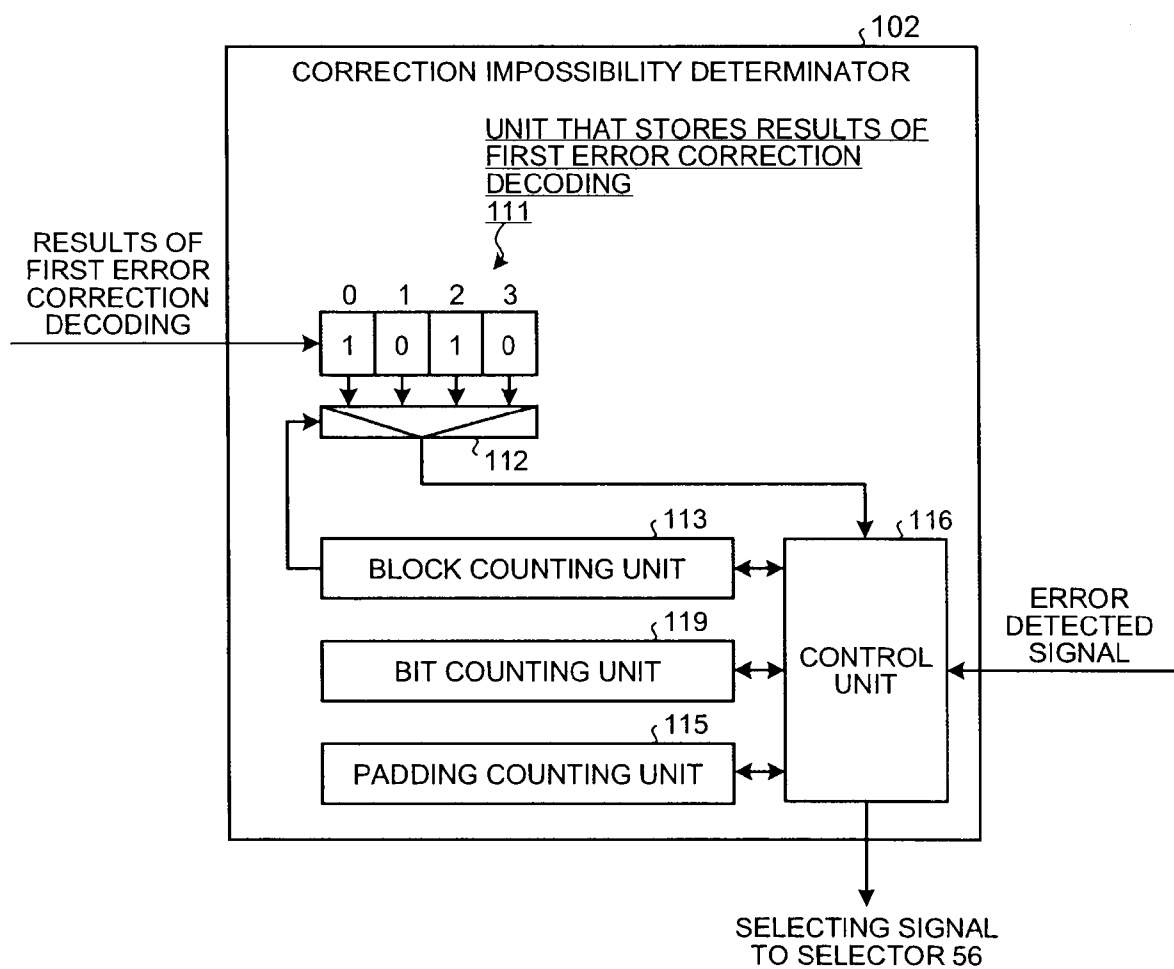 102
CORRECTION IMPOSSIBILITY DETERMINATOR
UNIT THAT STORES RESULTS OF
FIRST ERROR CORRECTION
DECODING
111
RESULTS OF
FIRST ERROR
CORRECTION
DECODING
0 1 2 3
1 0 1 0
112
113
BLOCK COUNTING UNIT
116
119
BIT COUNTING UNIT
CONTROL
UNIT
ERROR
DETECTED
SIGNAL
115
PADDING COUNTING UNIT
SELECTING SIGNAL
TO SELECTOR 56